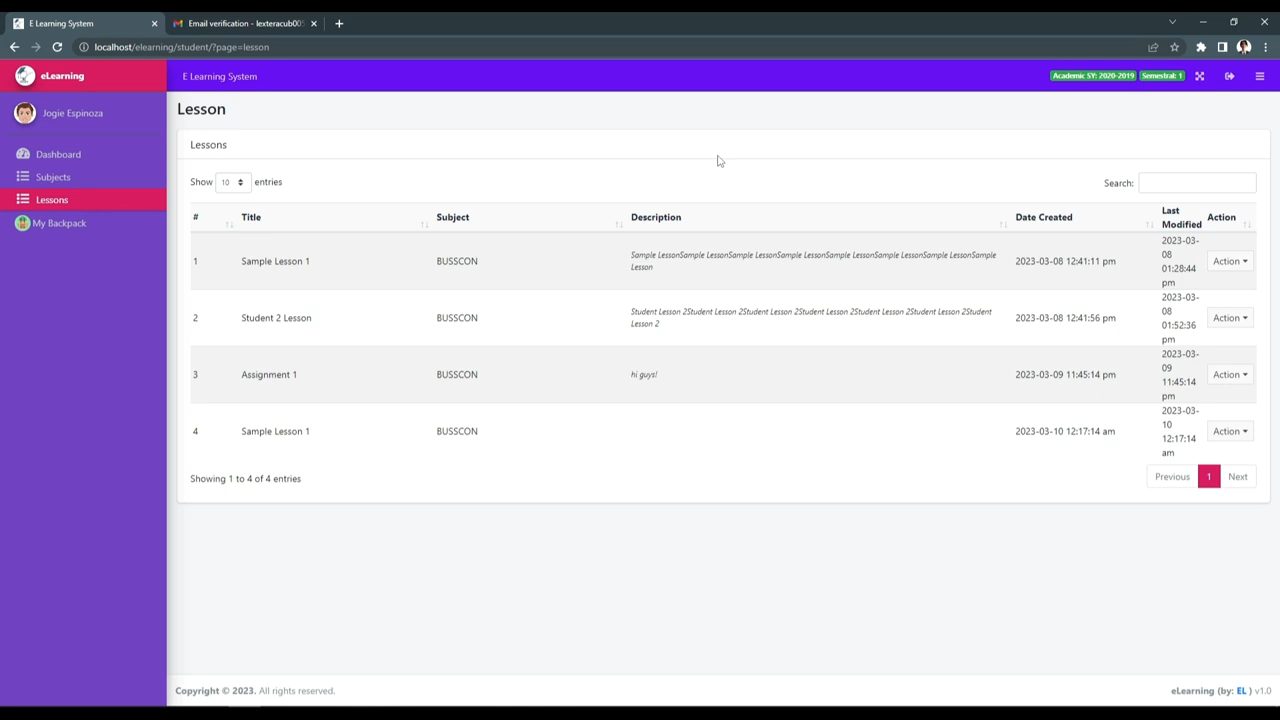 E Learning System
Email verification - lexteracub005
localhost/elearning/student/?page=lesson
eLearning
E Learning System
Academic SY: 2020-2019
Semestral: 1
Jogie Espinoza
Dashboard
Subjects
Lessons
My Backpack
Lesson
Lessons
Show 10 entries
Search:
# Title Subject Description Date Created Last Modified Action
1 Sample Lesson 1 BUSSCON Sample LessonSample LessonSample LessonSample LessonSample LessonSample LessonSample LessonSample
Lesson
2023-03-08 12:41:11 pm
2023-03-
08
01:28:44
pm
Action
2 Student 2 Lesson BUSSCON Student Lesson 2Student Lesson 2Student Lesson 2Student Lesson 2Student Lesson 2Student Lesson 2Student
Lesson 2
2023-03-08 12:41:56 pm
2023-03-
08
01:52:36
pm
Action
3 Assignment 1 BUSSCON hi guys! 2023-03-09 11:45:14 pm
2023-03-
09
11:45:14
pm
Action
4 Sample Lesson 1 BUSSCON 2023-03-10 12:17:14 am
2023-03-
10
12:17:14
am
Action
Showing 1 to 4 of 4 entries
Previous 1 Next
Copyright © 2023. All rights reserved.
eLearning (by: EL ) v1.0